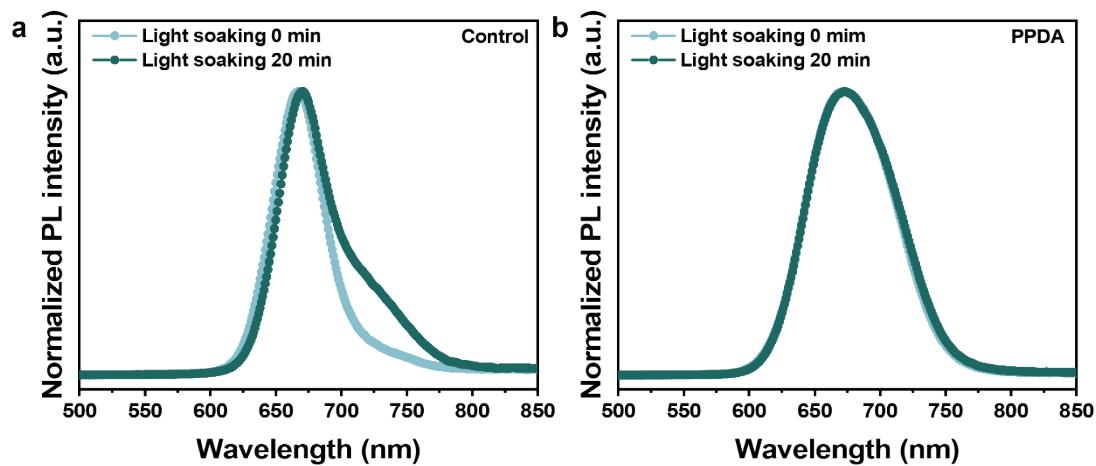 a
Light soaking 0 min
Light soaking 20 min
Control
Normalized PL intensity (a.u.)
500 550 600 650 700 750 800 850
Wavelength (nm)
b
Light soaking 0 mim
Light soaking 20 min
PPDA
Normalized PL intensity (a.u.)
500 550 600 650 700 750 800 850
Wavelength (nm)